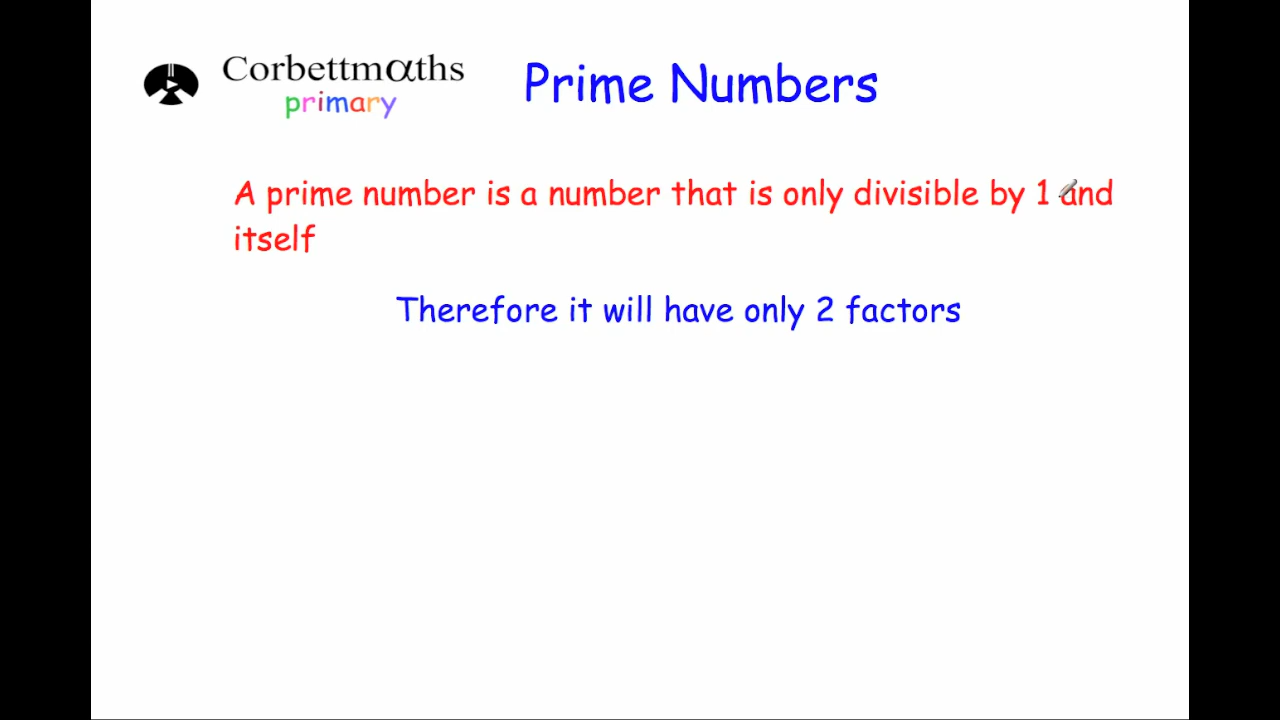 Corbettmαths
primary
Prime Numbers
A prime number is a number that is only divisible by 1 and
itself
Therefore it will have only 2 factors